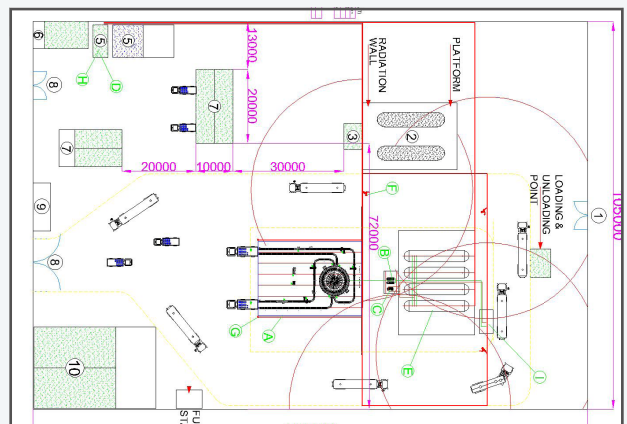 6
5
5
H
D
8
13000
20000
7
7
20000
10000
30000
3
RADIATION
WALL
PLATFORM
2
F
LOADING &
UNLOADING
POINT
1
105000
72000
9
8
B
C
G
A
E
I
10
FU
ST